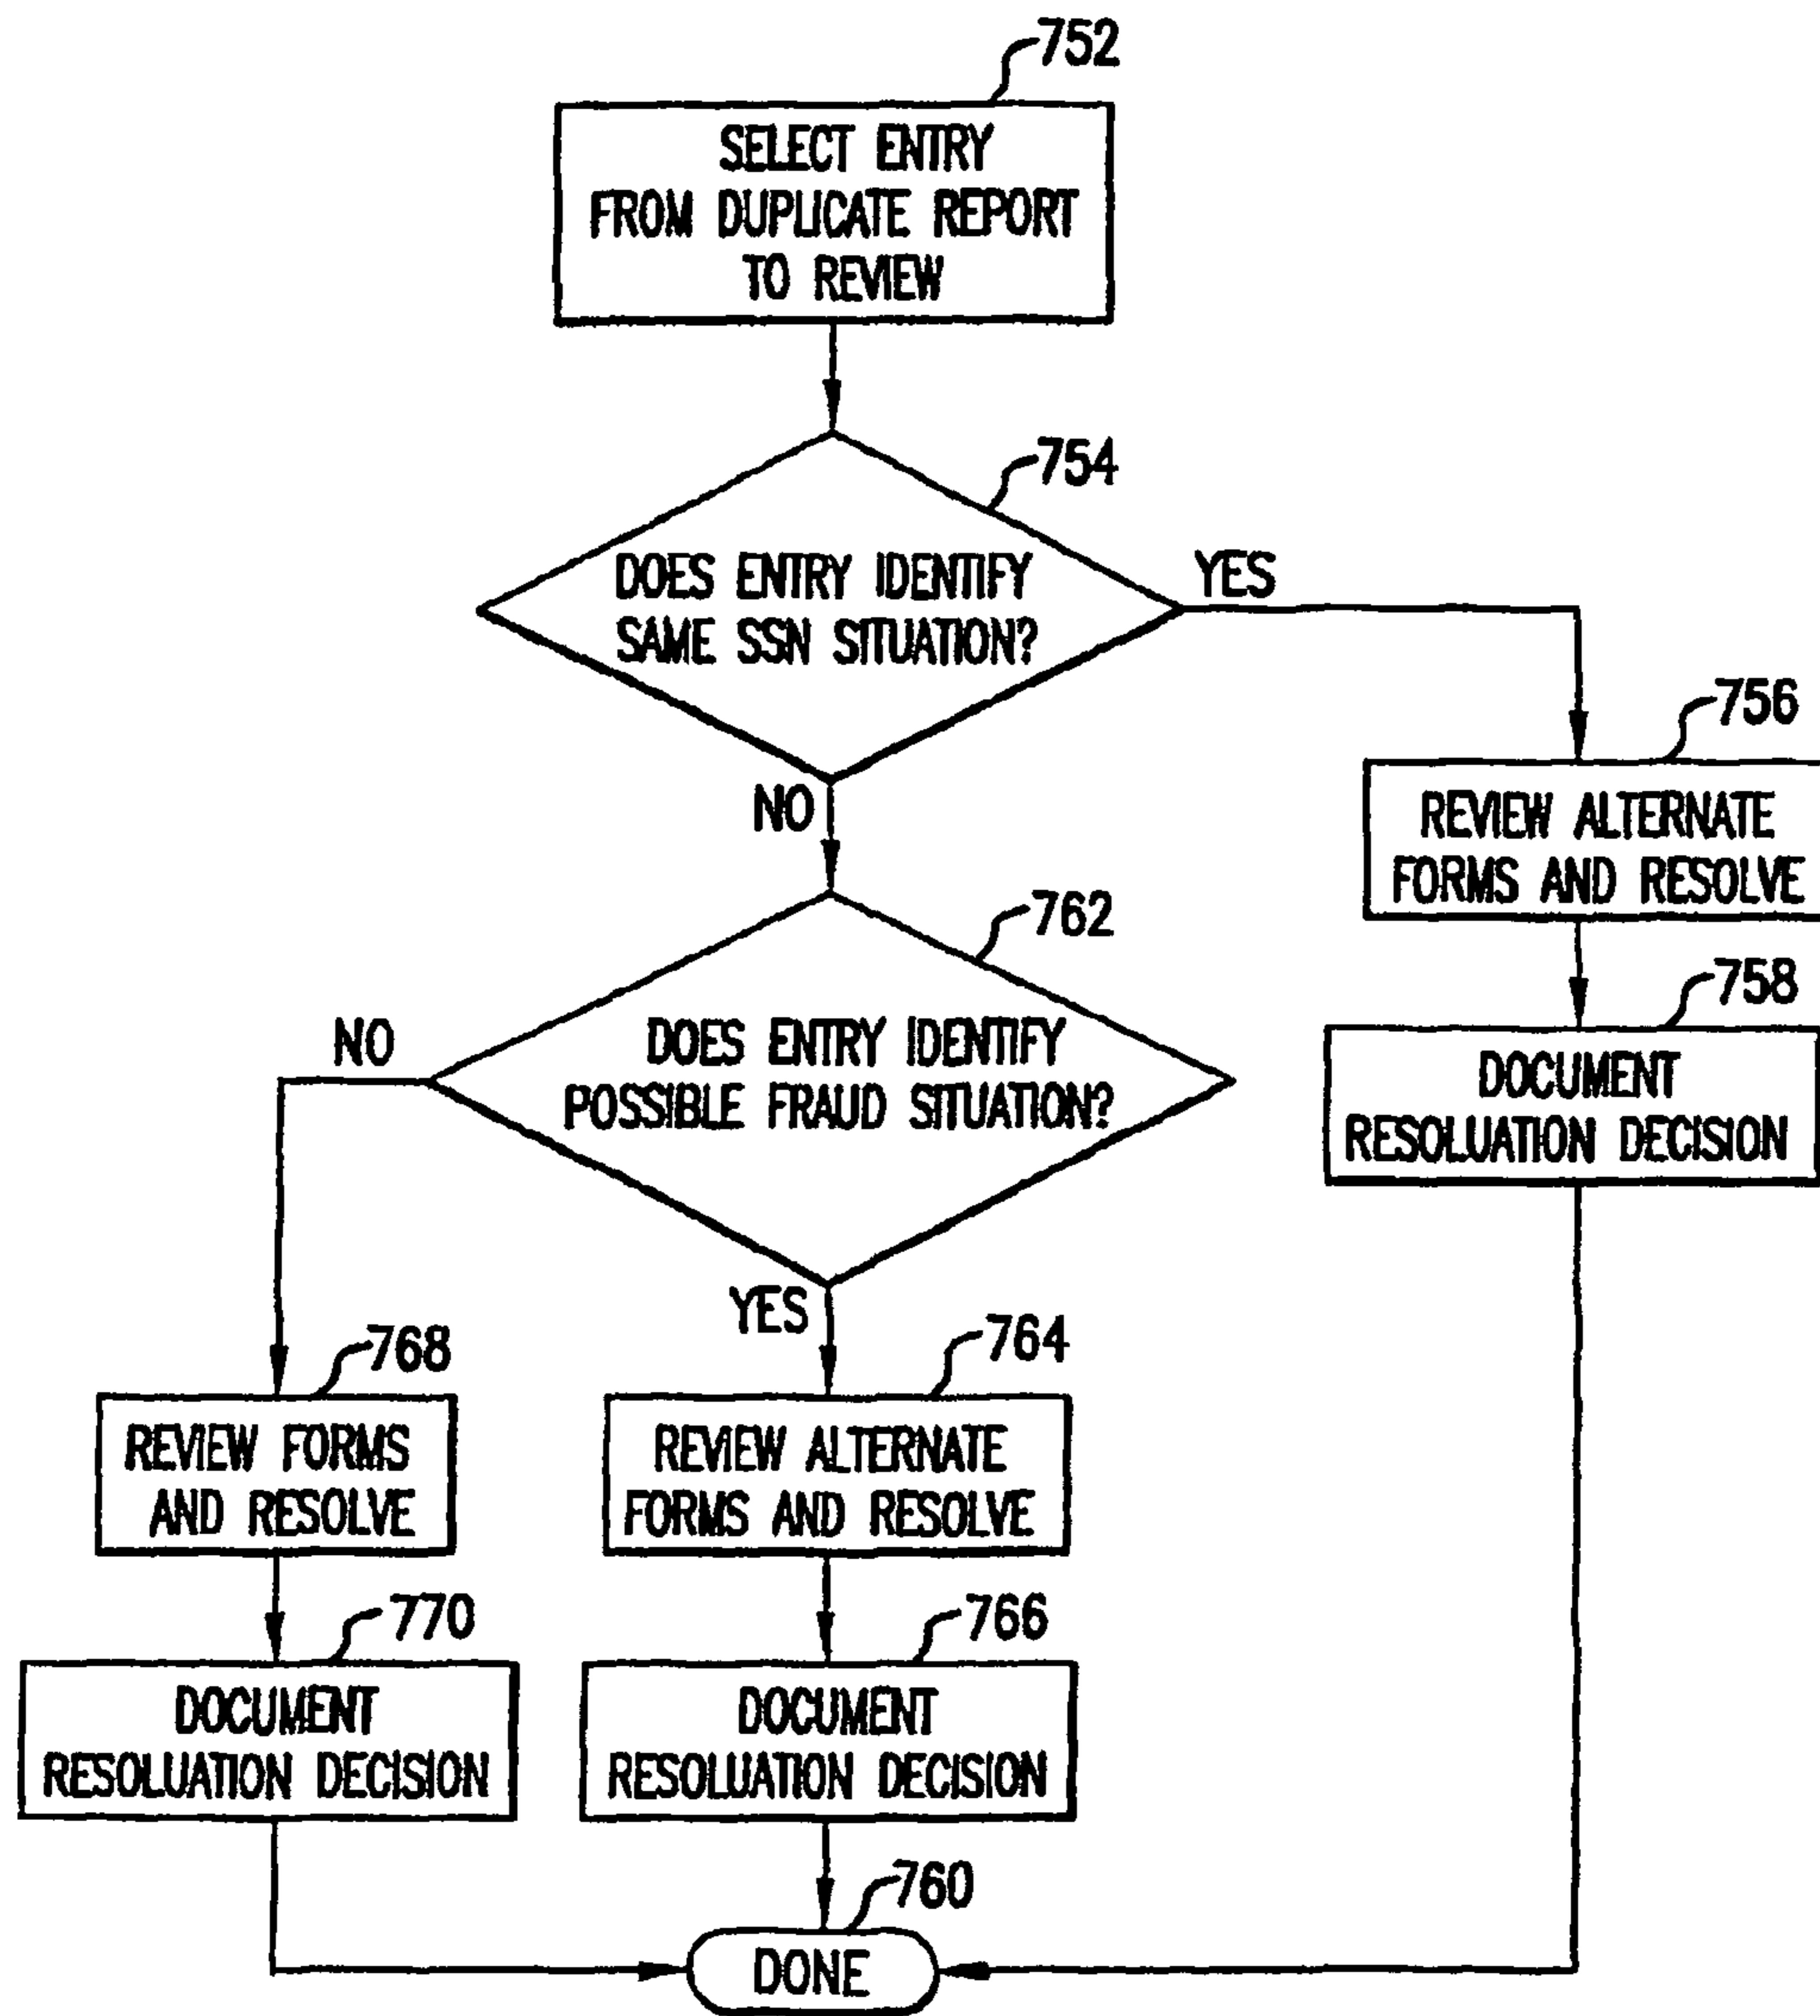 752
SELECT ENTRY
FROM DUPLICATE REPORT
TO REVIEW
754
DOES ENTRY IDENTIFY
SAME SSN SITUATION?
YES
NO
756
REVIEW ALTERNATE
FORMS AND RESOLVE
758
DOCUMENT
RESOLUATION DECISION
762
DOES ENTRY IDENTIFY
POSSIBLE FRAUD SITUATION?
NO
YES
768
REVIEW FORMS
AND RESOLVE
764
REVIEW ALTERNATE
FORMS AND RESOLVE
770
DOCUMENT
RESOLUATION DECISION
766
DOCUMENT
RESOLUATION DECISION
760
DONE